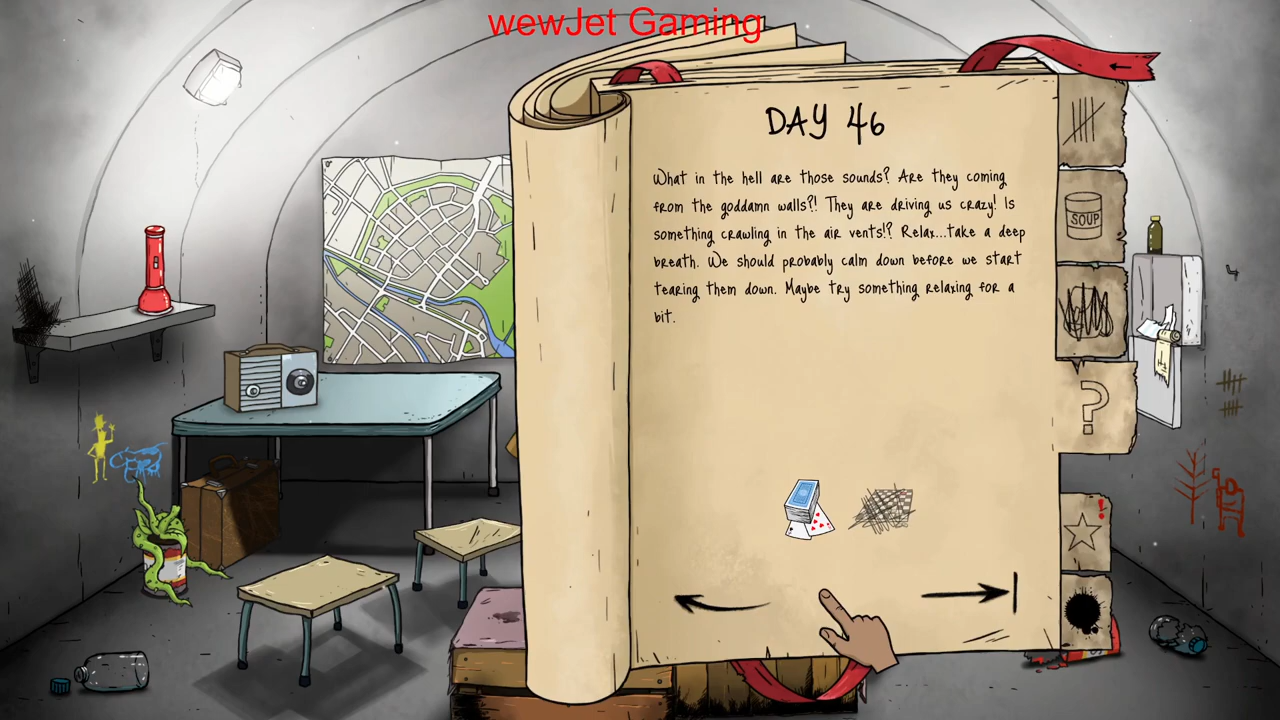 wewJet Gaming
DAY 46
What in the hell are those sounds? Are they coming
from the goddamn walls?! They are driving us crazy! Is
something crawling in the air vents!? Relax...take a deep
breath. We should probably calm down before we start
tearing them down. Maybe try something relaxing for a
bit.
SOUP